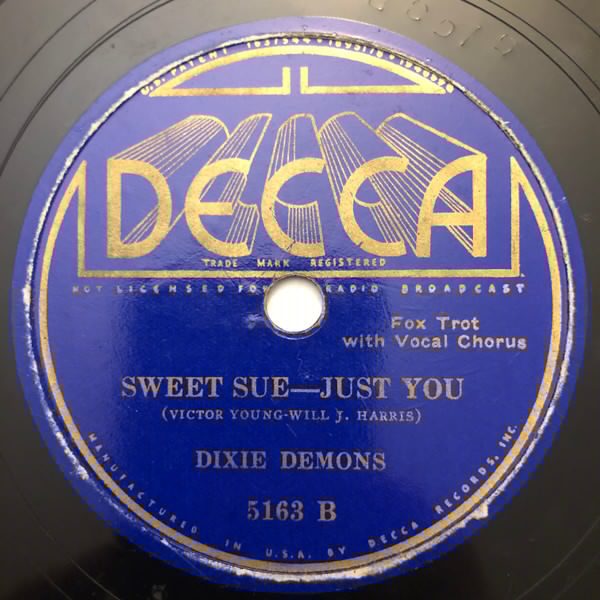 U.S. PATENT
DECCA
TRADE MARK REGISTERED
NOT LICENSED FOR RADIO BROADCAST
Fox Trot
with Vocal Chorus
SWEET SUE—JUST YOU
(VICTOR YOUNG-WILL J. HARRIS)
DIXIE DEMONS
5163 B
MANUFACTURED IN U.S.A. BY DECCA RECORDS, INC.